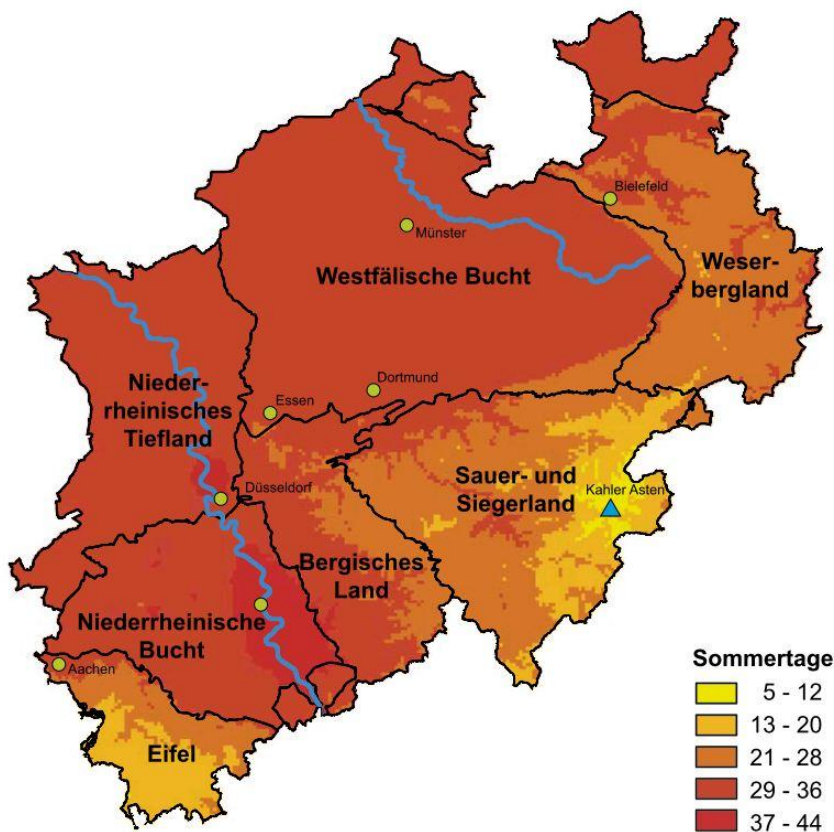 Bielefeld
Münster
Westfälische Bucht
Weser-
bergland
Dortmund
Essen
Nieder-
rheinisches
Tiefland
Düsseldorf
Sauer- und
Siegerland
Kahler Asten
Bergisches
Land
Niederrheinische
Bucht
Aachen
Eifel
Sommertage
5 - 12
13 - 20
21 - 28
29 - 36
37 - 44